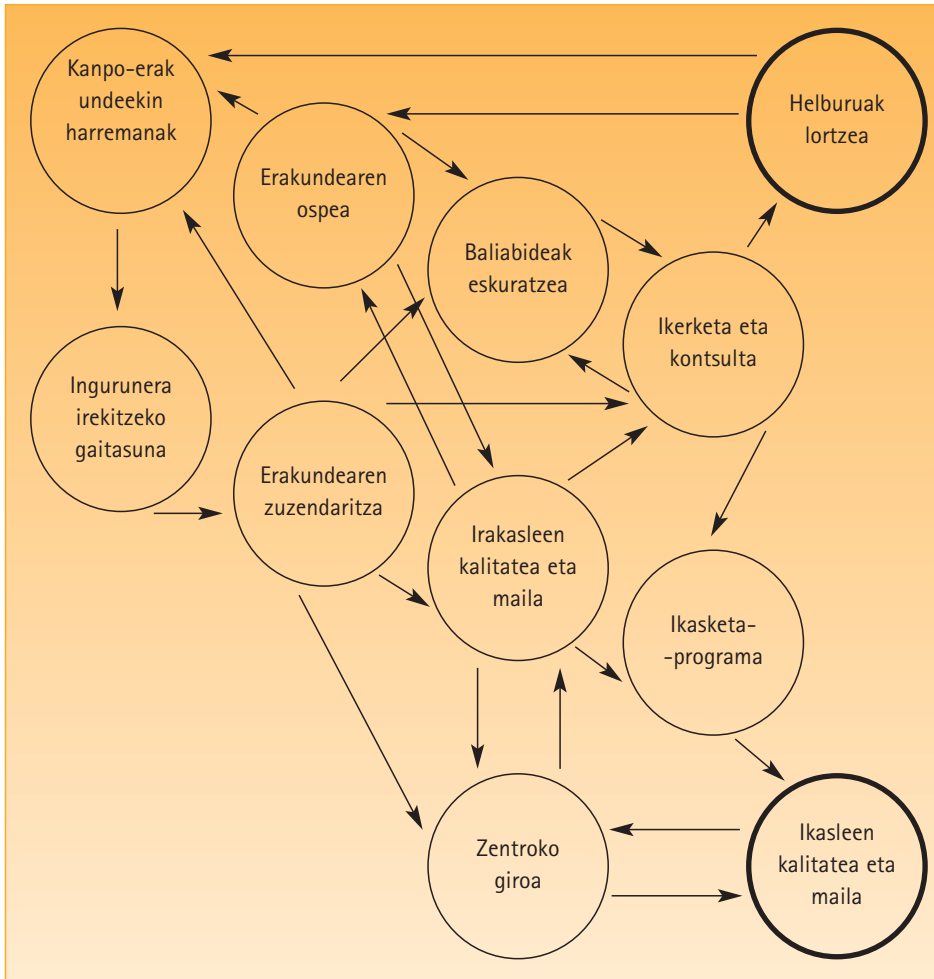 Kanpo-erak
undeekin
harremanak
Helburuak
lortzea
Erakundearen
ospea
Baliabideak
eskuratzea
Ikerketa eta
kontsulta
Ingurunera
irekitzeko
gaitasuna
Erakundearen
zuzendaritza
Irakasleen
kalitatea eta
maila
Ikasketa-
-programa
Zentroko
giroa
Ikasleen
kalitatea eta
maila